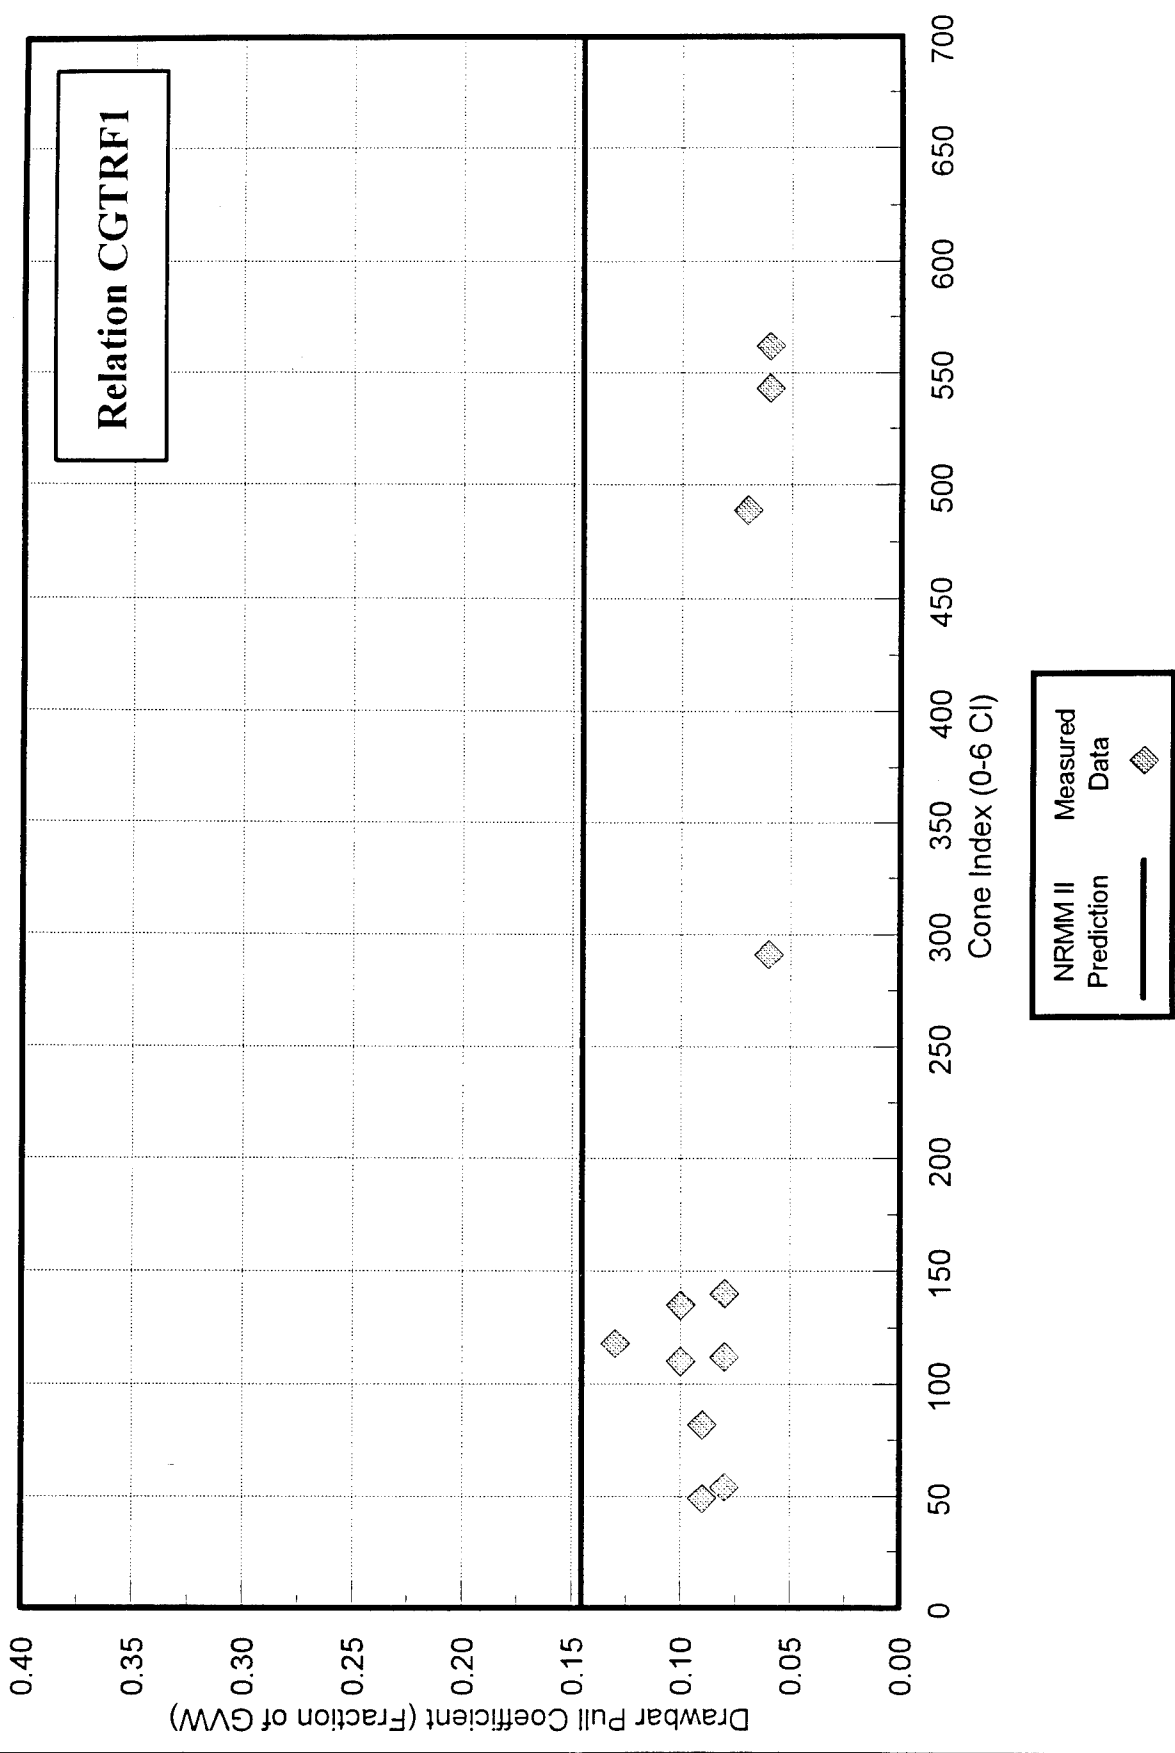 Relation CGTRF1
Drawbar Pull Coefficient (Fraction of GVW)
0.40
0.35
0.30
0.25
0.20
0.15
0.10
0.05
0.00
0 50 100 150 200 250 300 350 400 450 500 550 600 650 700
Cone Index (0-6 CI)
NRMM II Measured
Prediction Data